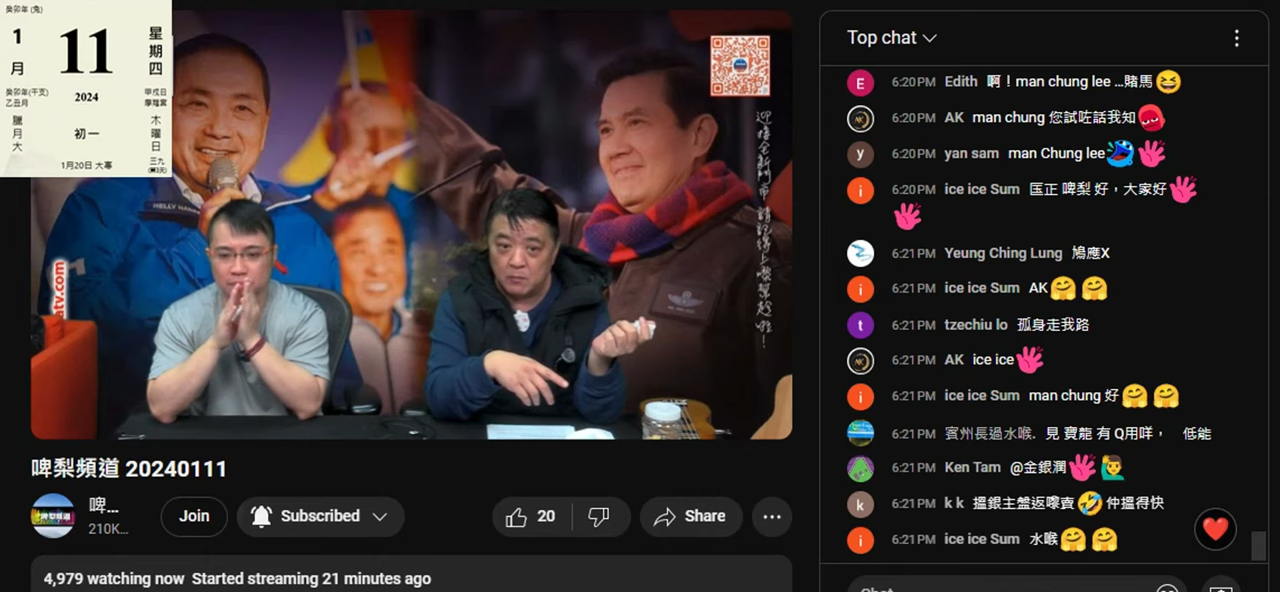 癸卯年 (兔)
1
月
11
星期四
癸卯年(干支)
乙丑月
2024
甲戌日
摩羯宮
臘月大
初一
木曜日
1月20日 大寒
三九
HELLY HAN
atv.com
啤梨頻道 20240111
啤...
210K...
Join
Subscribed
20
Share
4,979 watching now Started streaming 21 minutes ago
Top chat
E 6:20 PM Edith 啊！man chung lee ...賭馬
6:20 PM AK man chung 您試咗話我知
y 6:20 PM yan sam man Chung lee
i 6:20 PM ice ice Sum 匡正 啤梨 好，大家好
6:21 PM Yeung Ching Lung 鳩應X
i 6:21 PM ice ice Sum AK
t 6:21 PM tzechiu lo 孤身走我路
6:21 PM AK ice ice
i 6:21 PM ice ice Sum man chung 好
6:21 PM 賓州長過水喉. 見 寶龍 有 Q用咩， 低能
6:21 PM Ken Tam @金銀潤
k 6:21 PM k k 搵銀主盤返嚟賣 仲搵得快
i 6:21 PM ice ice Sum 水喉
Chat